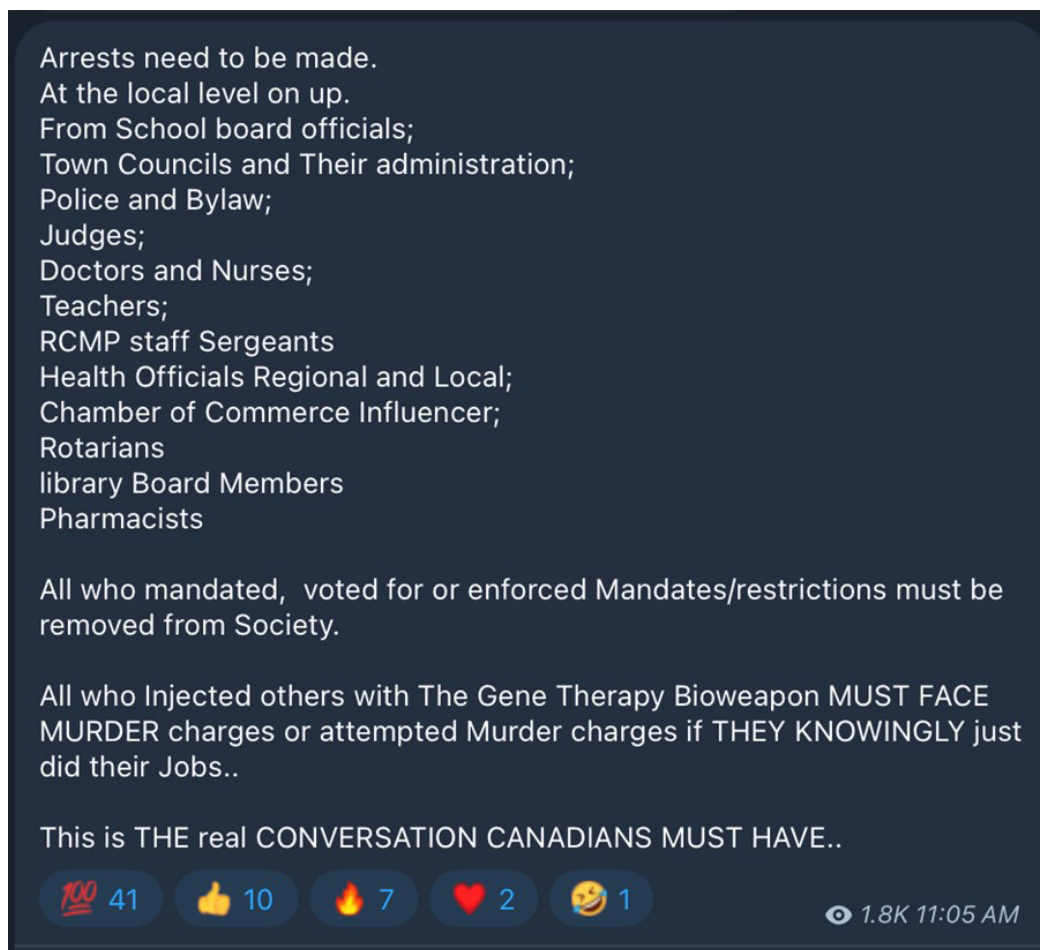 Arrests need to be made.
At the local level on up.
From School board officials;
Town Councils and Their administration;
Police and Bylaw;
Judges;
Doctors and Nurses;
Teachers;
RCMP staff Sergeants
Health Officials Regional and Local;
Chamber of Commerce Influencer;
Rotarians
library Board Members
Pharmacists
All who mandated,  voted for or enforced Mandates/restrictions must be
removed from Society.
All who Injected others with The Gene Therapy Bioweapon MUST FACE
MURDER charges or attempted Murder charges if THEY KNOWINGLY just
did their Jobs..
This is THE real CONVERSATION CANADIANS MUST HAVE..
💯 41 👍 10 🔥 7 ❤️ 2 🤣 1
1.8K 11:05 AM